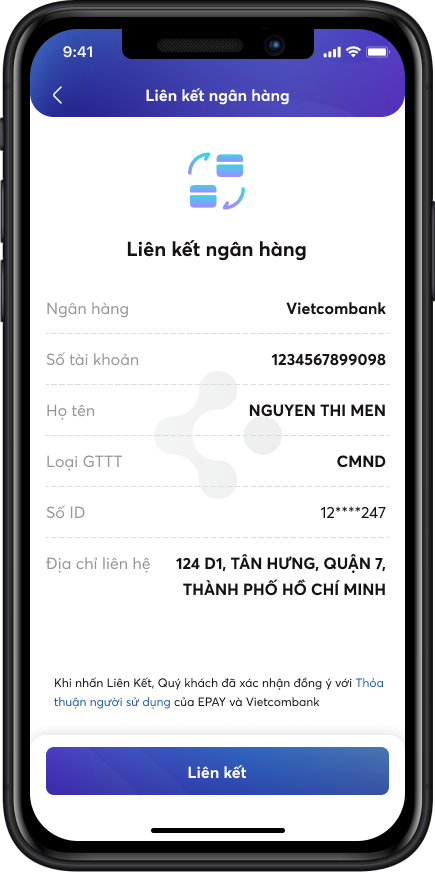 9:41
Liên kết ngân hàng
Liên kết ngân hàng
Ngân hàng Vietcombank
Số tài khoản 1234567899098
Họ tên NGUYEN THI MEN
Loại GTTT CMND
Số ID 12****247
Địa chỉ liên hệ 124 D1, TÂN HƯNG, QUẬN 7,
THÀNH PHỐ HỒ CHÍ MINH
Khi nhấn Liên Kết, Quý khách đã xác nhận đồng ý với Thỏa
thuận người sử dụng của EPAY và Vietcombank
Liên kết